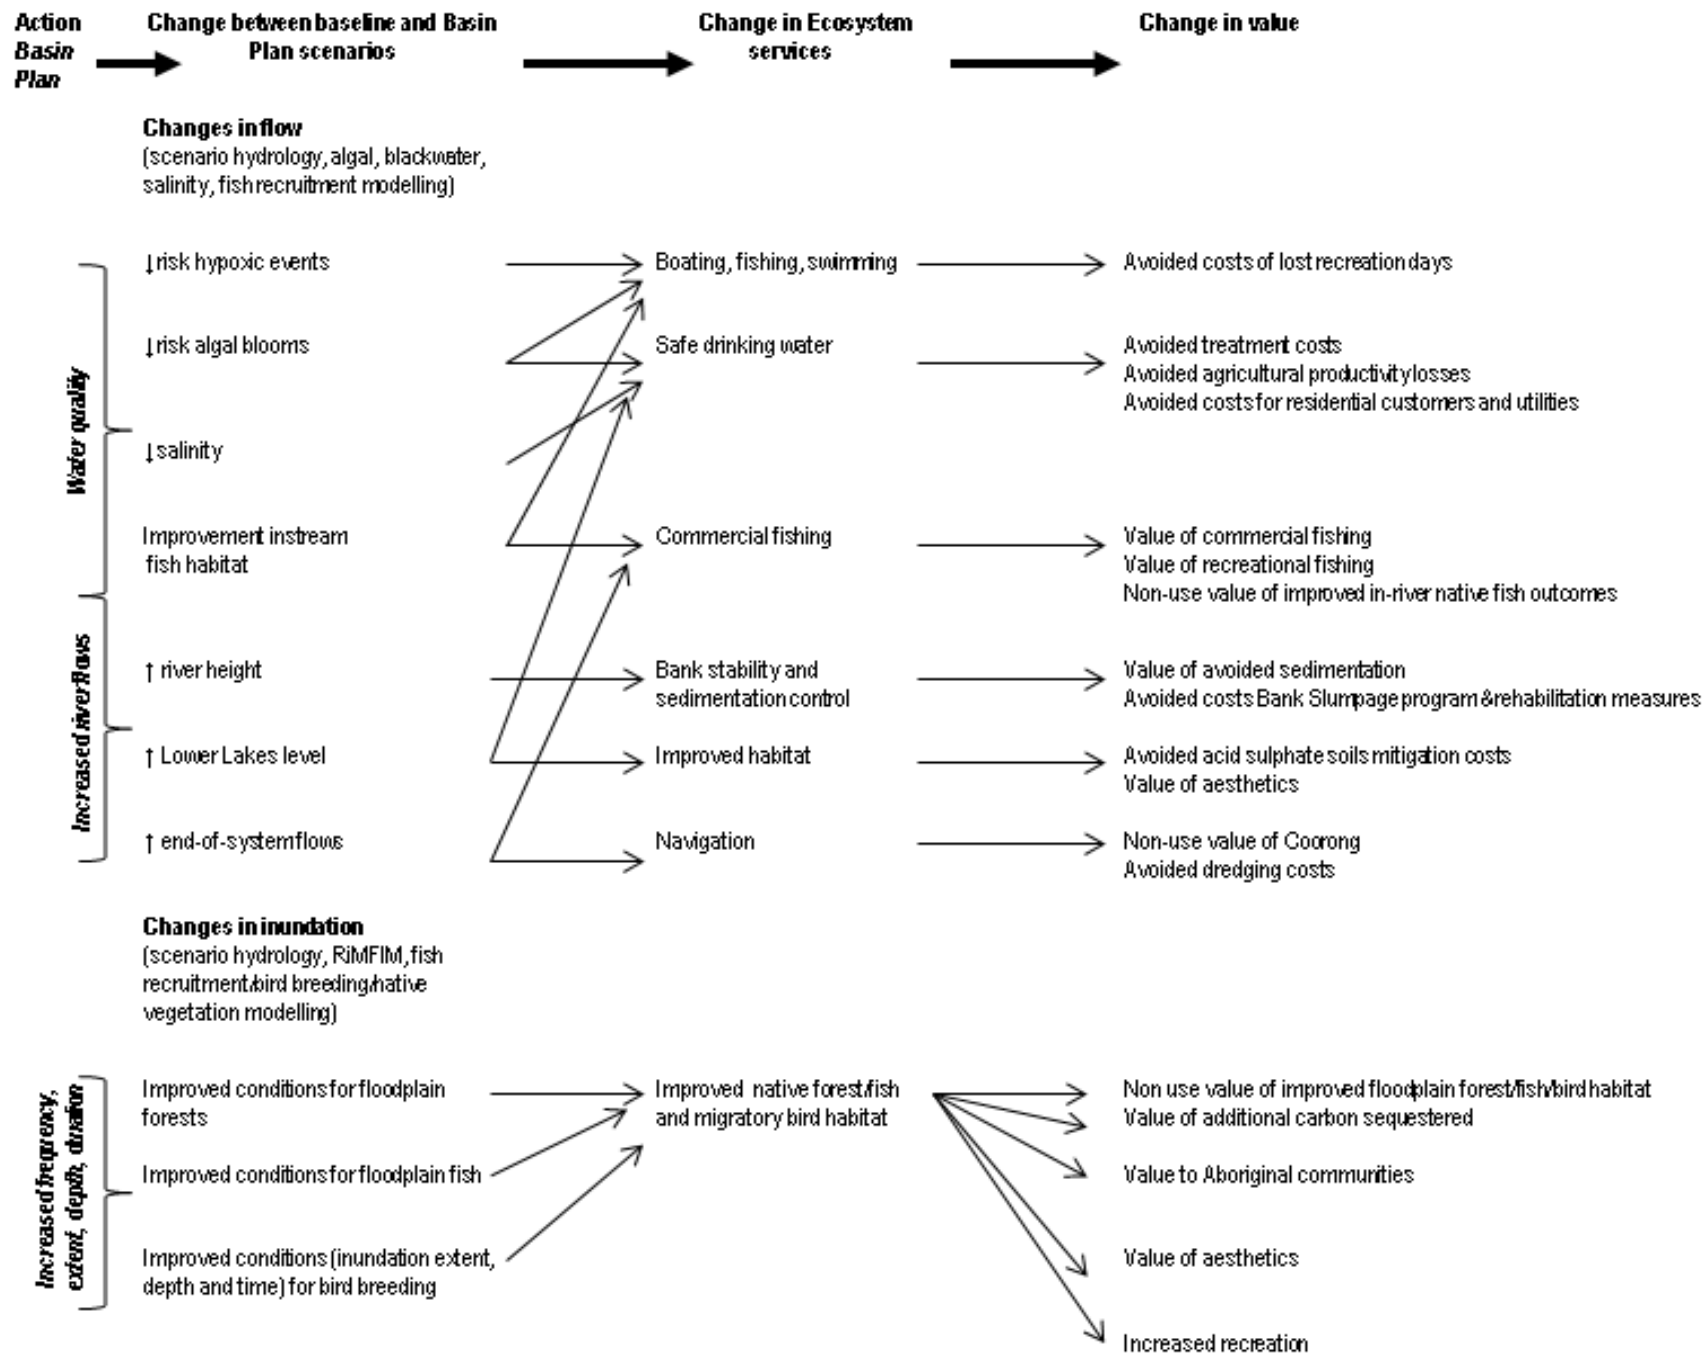 Action
Basin
Plan
Change between baseline and Basin
Plan scenarios
Change in Ecosystem
services
Change in value
Changes in flow
(scenario hydrology, algal, blackwater,
salinity, fish recruitment modelling)
Water quality
↓ risk hypoxic events
Boating, fishing, swimming
Avoided costs of lost recreation days
↓ risk algal blooms
Safe drinking water
Avoided treatment costs
Avoided agricultural productivity losses
Avoided costs for residential customers and utilities
↓ salinity
Improvement instream
fish habitat
Commercial fishing
Value of commercial fishing
Value of recreational fishing
Non-use value of improved in-river native fish outcomes
Increased river flows
↑ river height
Bank stability and
sedimentation control
Value of avoided sedimentation
Avoided costs Bank Slumpage program & rehabilitation measures
↑ Lower Lakes level
Improved habitat
Avoided acid sulphate soils mitigation costs
Value of aesthetics
↑ end-of-system flows
Navigation
Non-use value of Coorong
Avoided dredging costs
Changes in inundation
(scenario hydrology, RiMFIM, fish
recruitment/bird breeding/native
vegetation modelling)
Increased frequency,
extent, depth, duration
Improved conditions for floodplain
forests
Improved native forest/fish
and migratory bird habitat
Non use value of improved floodplain forest/fish/bird habitat
Value of additional carbon sequestered
Improved conditions for floodplain fish
Value to Aboriginal communities
Improved conditions (inundation extent,
depth and time) for bird breeding
Value of aesthetics
Increased recreation